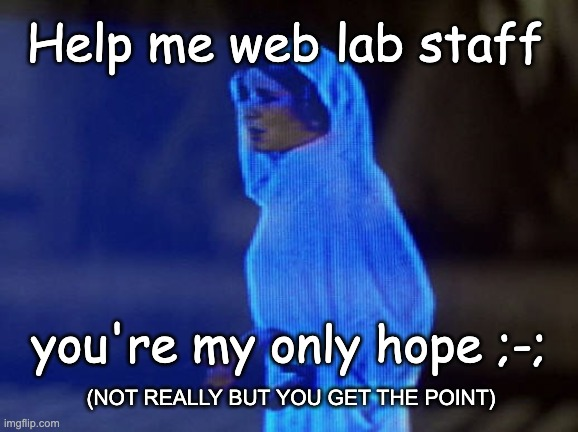 Help me web lab staff
you're my only hope ;-;
(NOT REALLY BUT YOU GET THE POINT)
imgflip.com